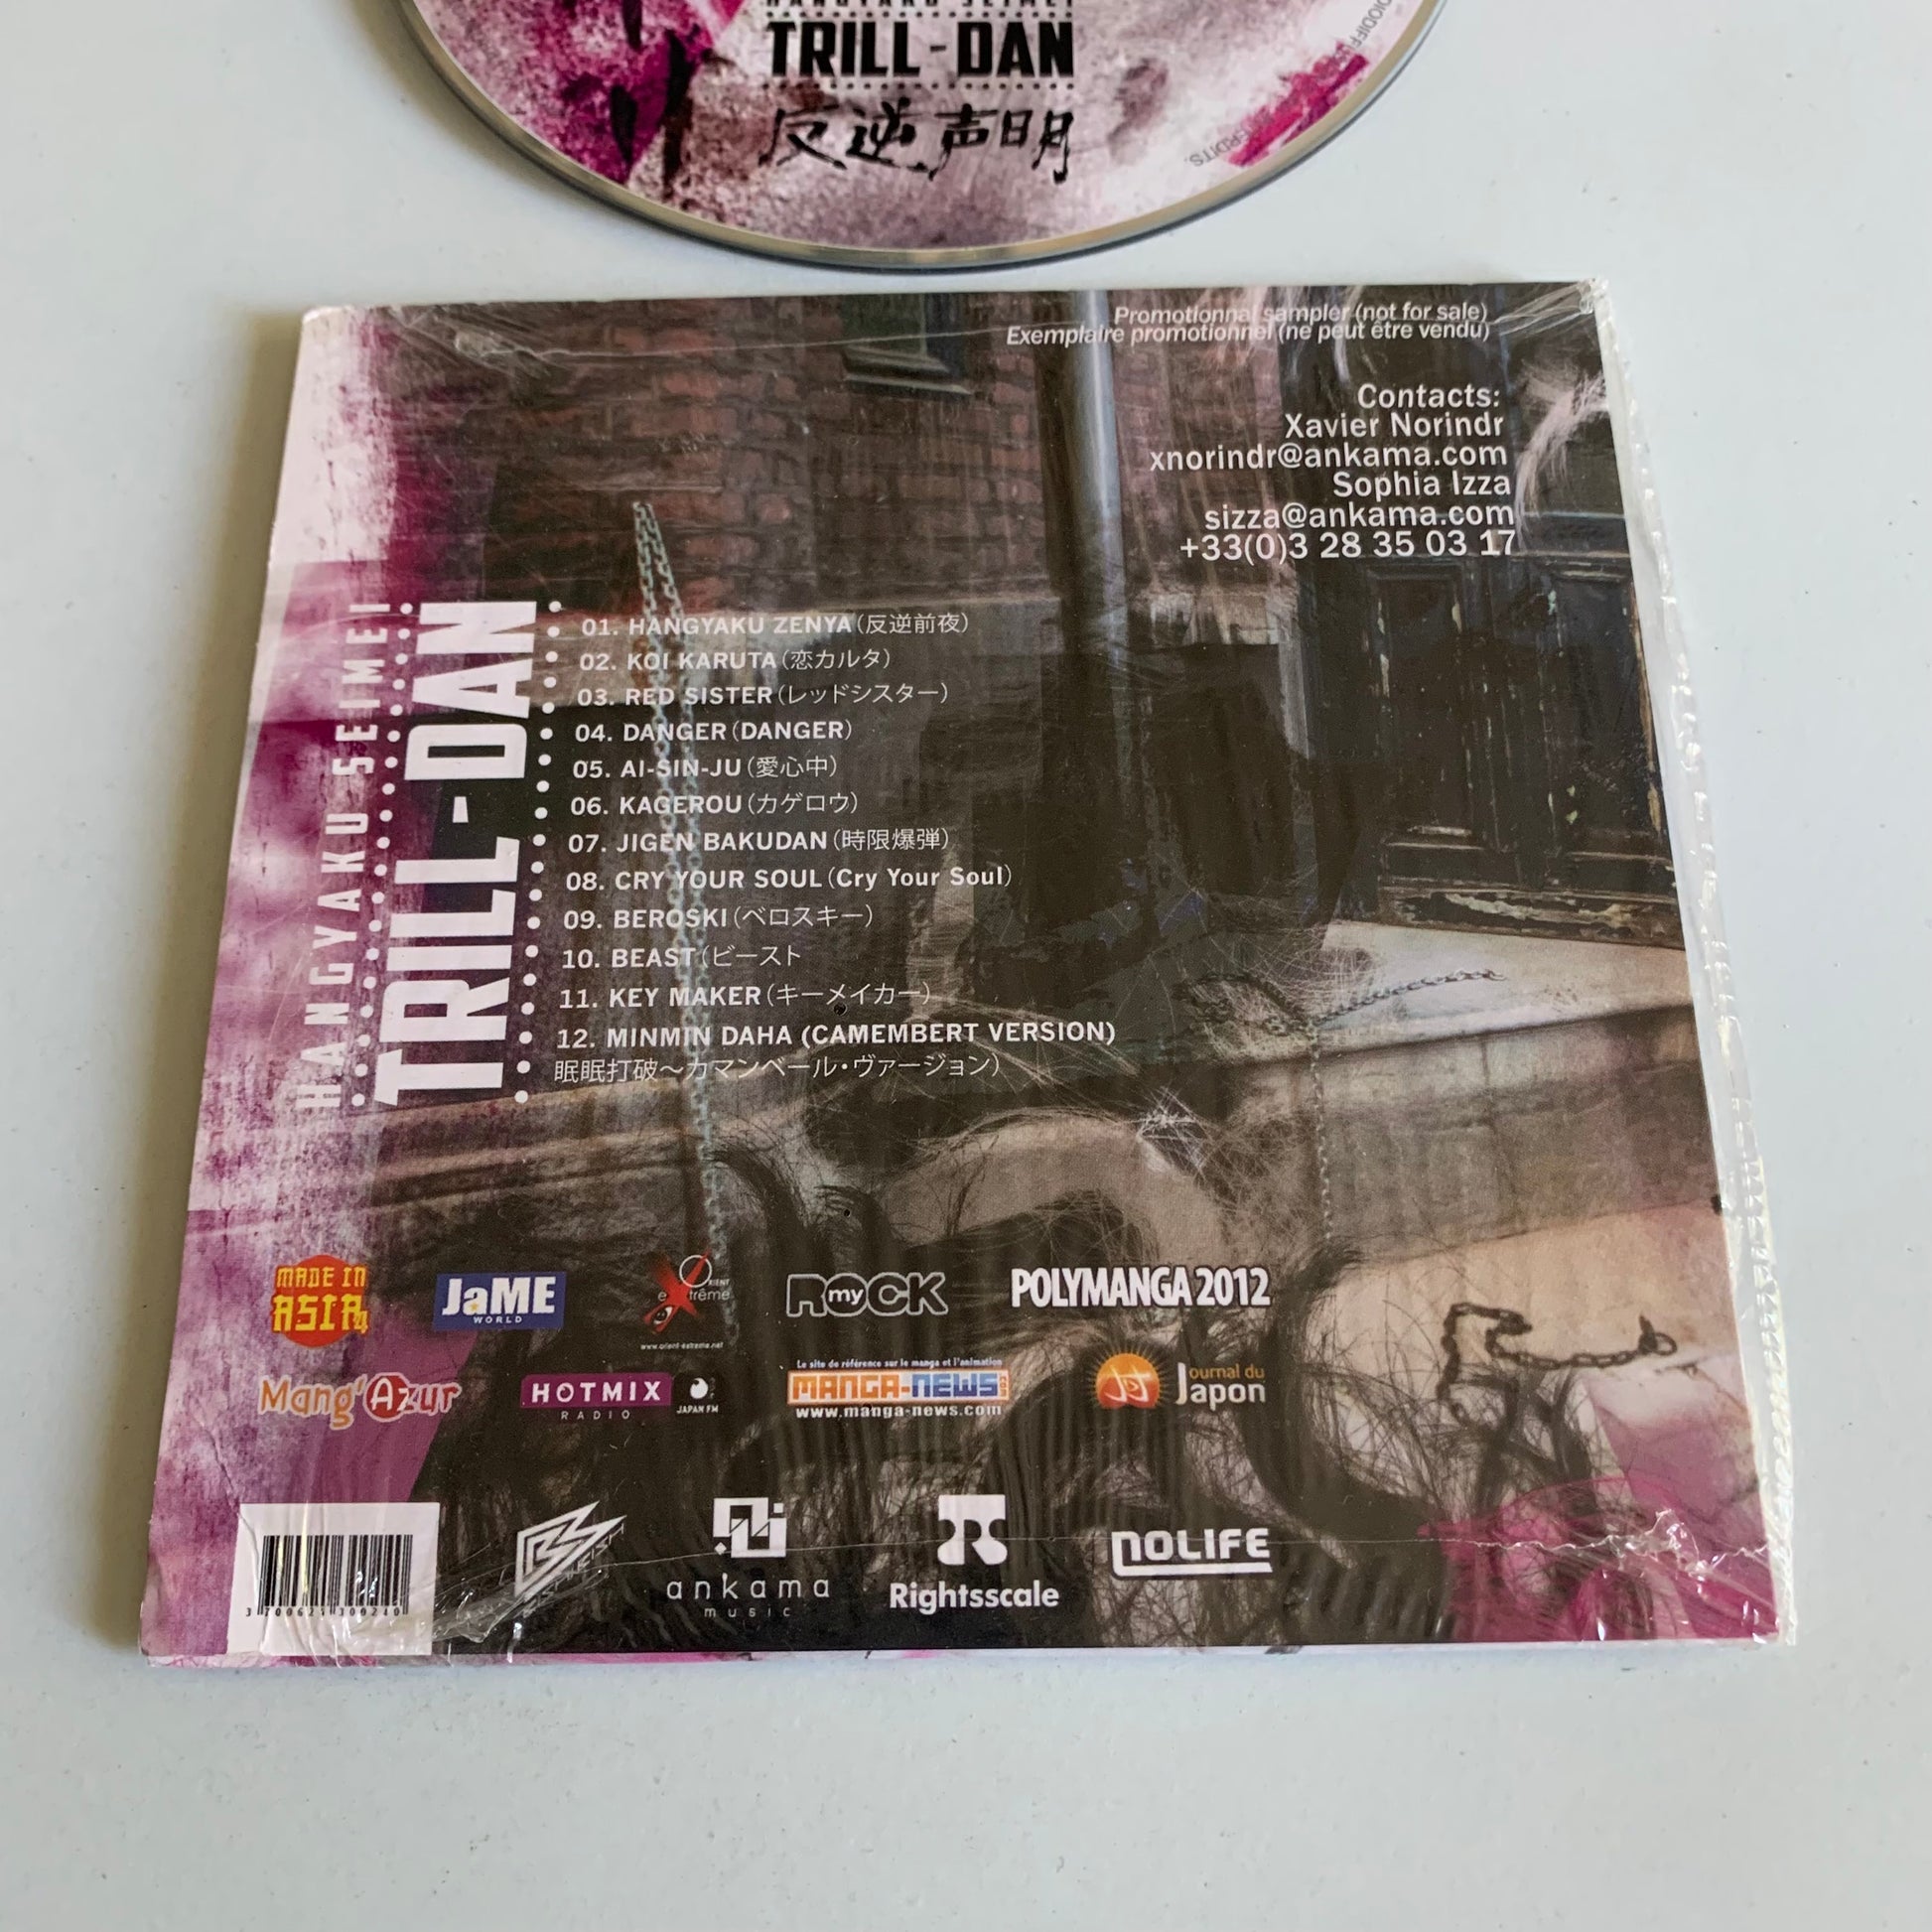 TRILL-DAN
反逆声明
Promotionnal sampler (not for sale)
Exemplaire promotionnel (ne peut être vendu)
Contacts:
Xavier Norindr
xnorindr@ankama.com
Sophia Izza
sizza@ankama.com
+33(0)3 28 35 03 17
HANGYAKU SEIMEI
TRILL-DAN
01. HANGYAKU ZENYA (反逆前夜)
02. KOI KARUTA (恋カルタ)
03. RED SISTER (レッドシスター)
04. DANGER (DANGER)
05. AI-SIN-JU (愛心中)
06. KAGEROU (カゲロウ)
07. JIGEN BAKUDAN (時限爆弾)
08. CRY YOUR SOUL (Cry Your Soul)
09. BEROSKI (ベロスキー)
10. BEAST (ビースト
11. KEY MAKER (キーメイカー)
12. MINMIN DAHA (CAMEMBERT VERSION)
眠眠打破～カマンベール・ヴァージョン)
MADE IN
ASIA
JaME
WORLD
ORIENT
eXtrême
www.orient-extreme.net
my ROCK
POLYMANGA 2012
Mang'Azur
HOTMIX
RADIO
JAPAN FM
Le site de référence sur le manga et l'animation
MANGA-NEWS.com
www.manga-news.com
Journal du
Japon
ankama
music
Rightsscale
NOLIFE